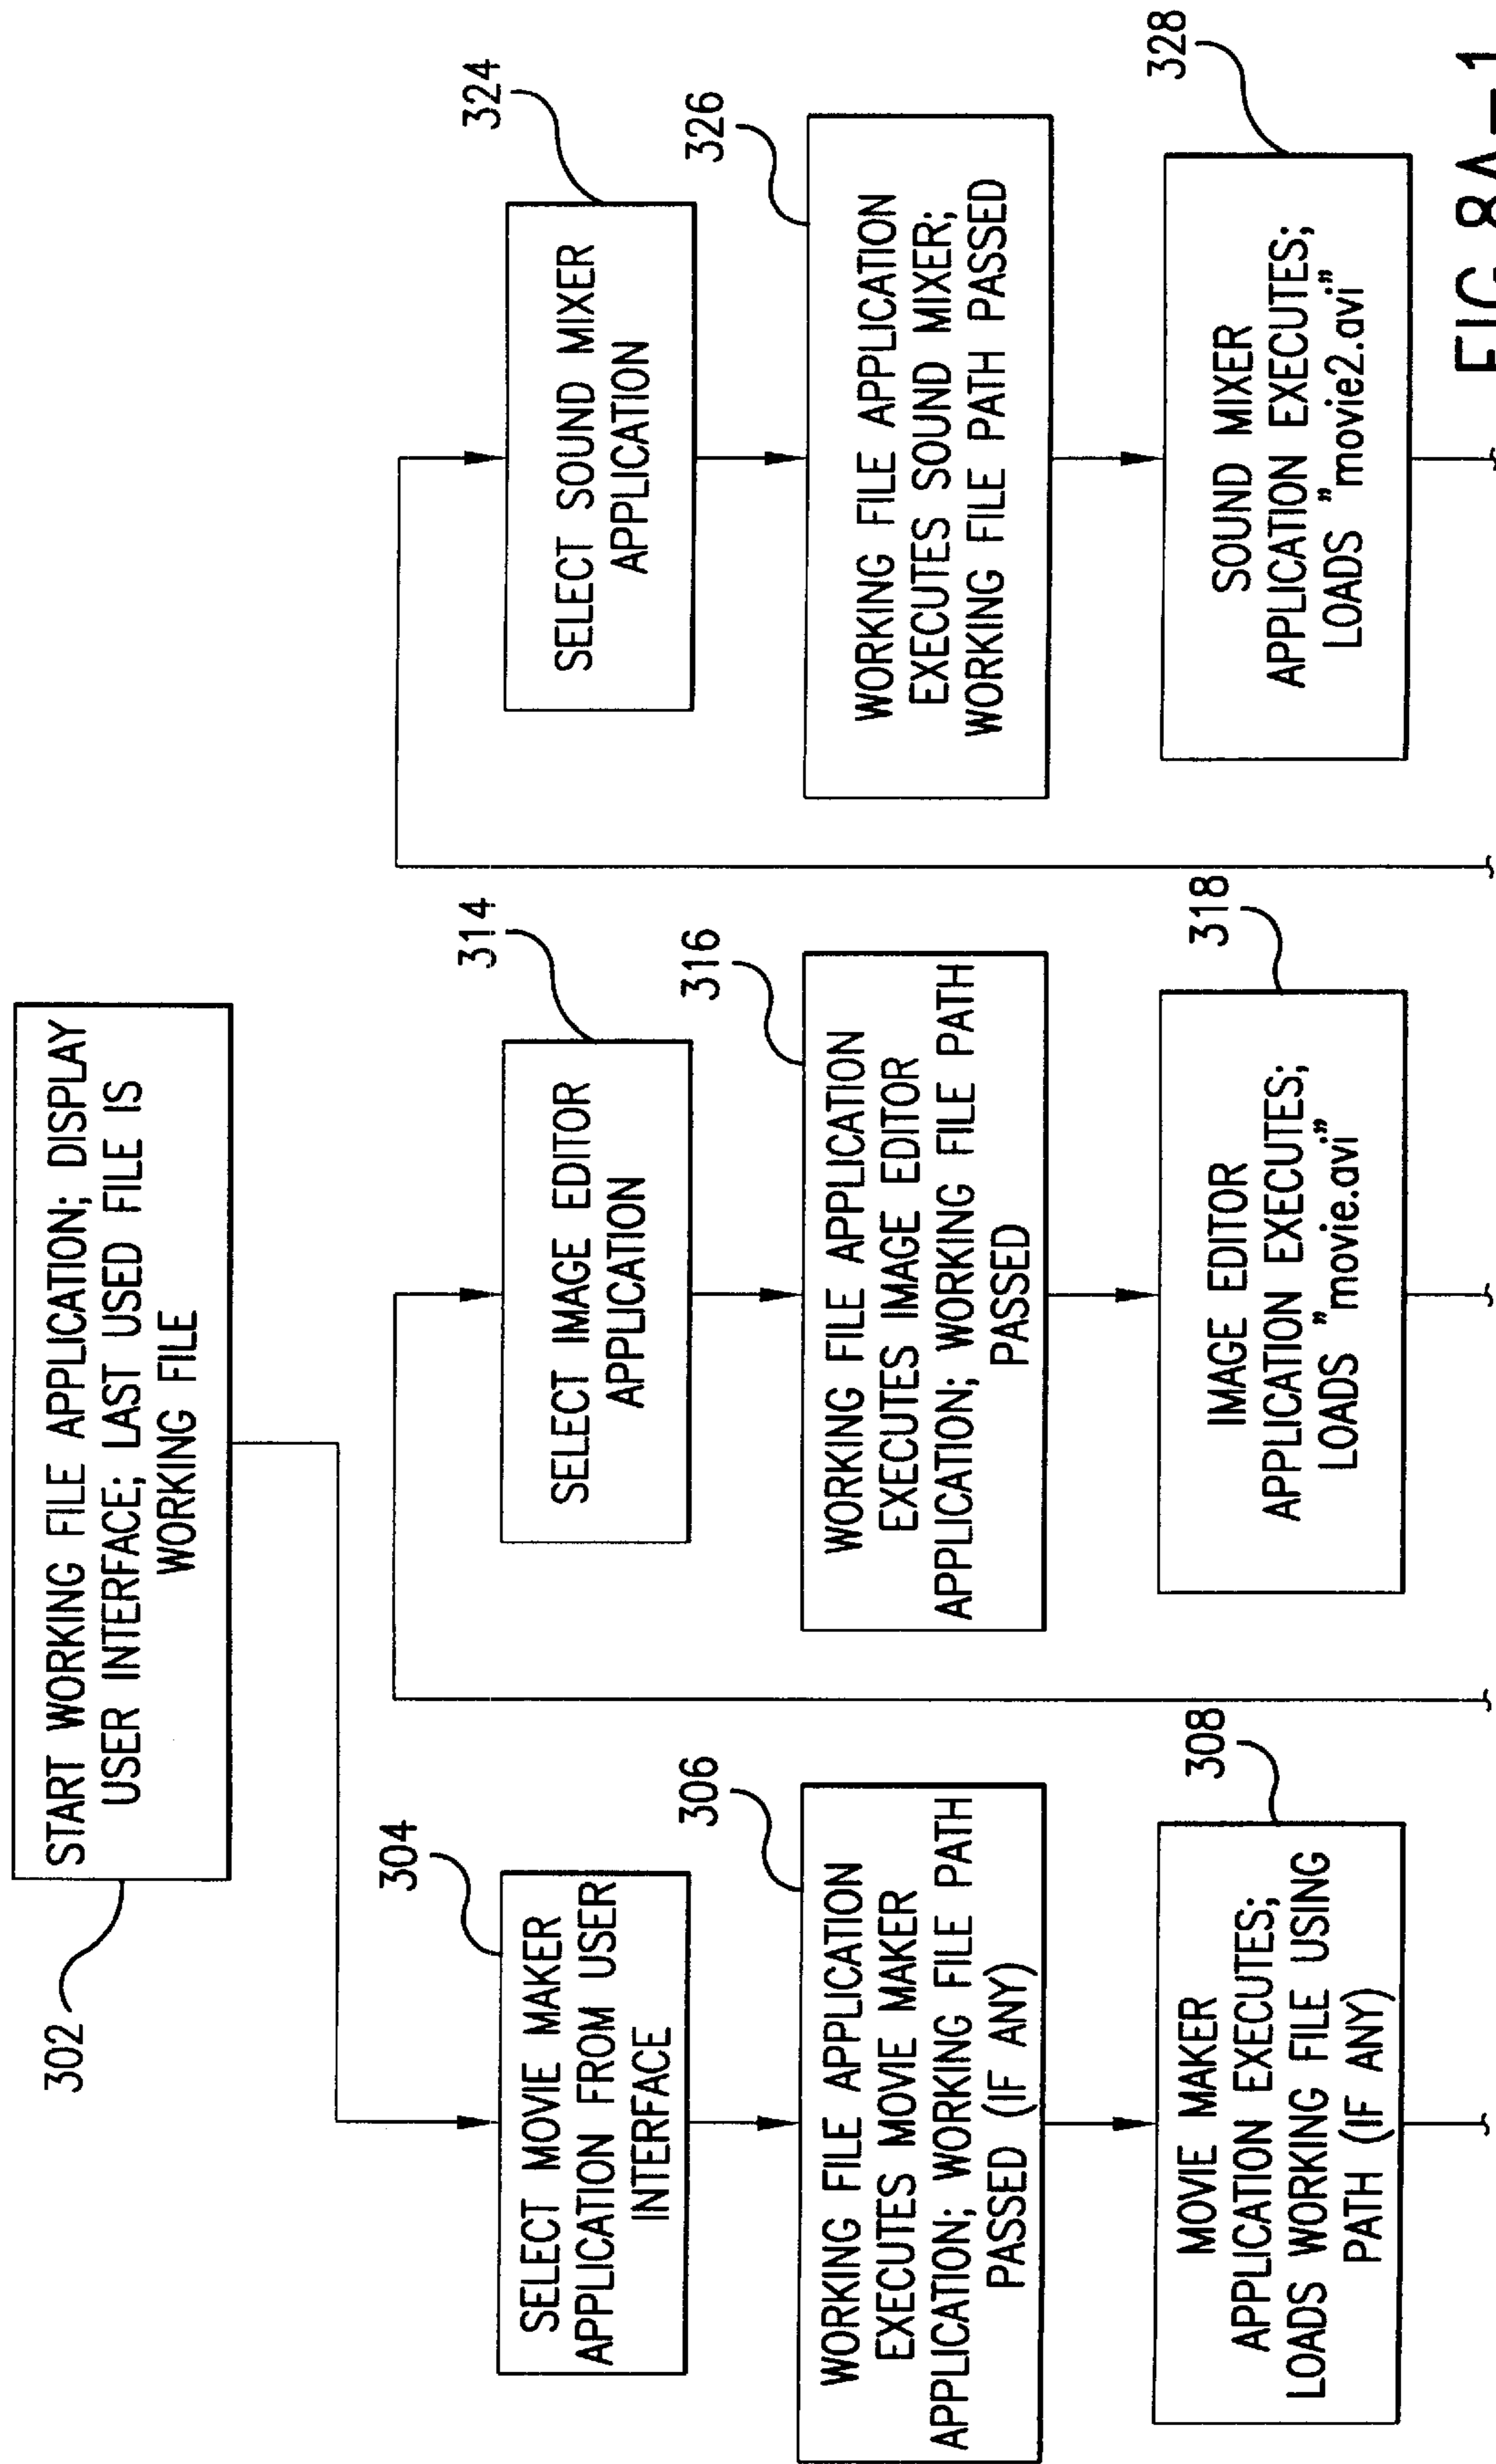 302
START WORKING FILE APPLICATION; DISPLAY
USER INTERFACE; LAST USED FILE IS
WORKING FILE
304
SELECT MOVIE MAKER
APPLICATION FROM USER
INTERFACE
306
WORKING FILE APPLICATION
EXECUTES MOVIE MAKER
APPLICATION; WORKING FILE PATH
PASSED (IF ANY)
308
MOVIE MAKER
APPLICATION EXECUTES;
LOADS WORKING FILE USING
PATH (IF ANY)
314
SELECT IMAGE EDITOR
APPLICATION
316
WORKING FILE APPLICATION
EXECUTES IMAGE EDITOR
APPLICATION; WORKING FILE PATH
PASSED
318
IMAGE EDITOR
APPLICATION EXECUTES;
LOADS "movie.avi"
324
SELECT SOUND MIXER
APPLICATION
326
WORKING FILE APPLICATION
EXECUTES SOUND MIXER;
WORKING FILE PATH PASSED
328
SOUND MIXER
APPLICATION EXECUTES;
LOADS "movie2.avi"
FIG.8A-1